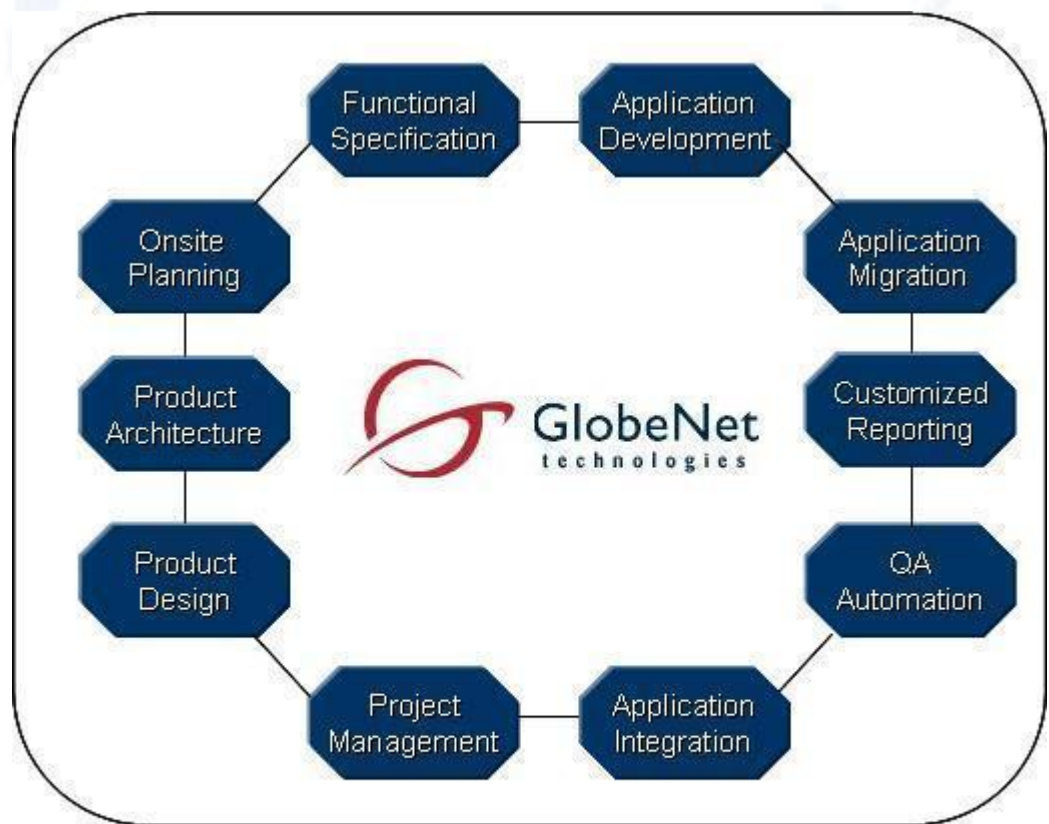 Functional
Specification
Application
Development
Onsite
Planning
Application
Migration
Product
Architecture
GlobeNet
technologies
Customized
Reporting
Product
Design
QA
Automation
Project
Management
Application
Integration